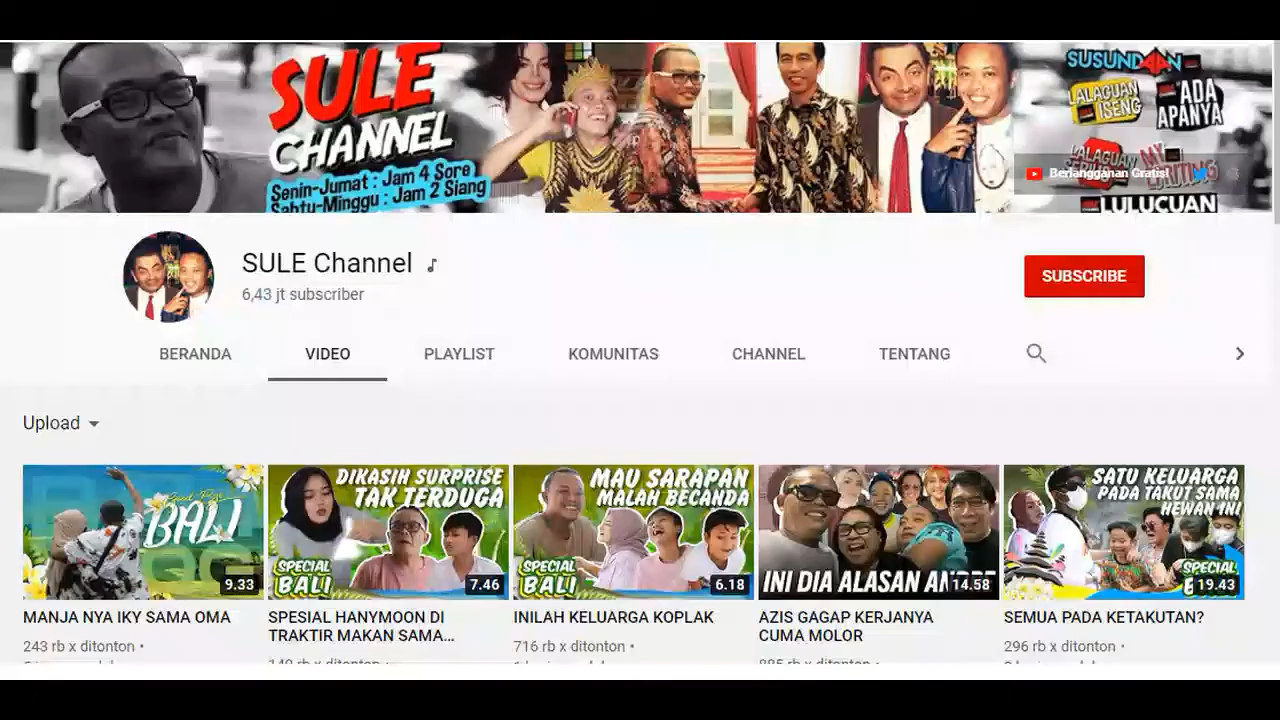 SULE
CHANNEL
Senin-Jumat : Jam 4 Sore
Sabtu-Minggu : Jam 2 Siang
SUSUNDAAN
LALAGUAN
ISENG
ADA
APANYA
LALAGUAN
MY
Berlangganan Gratis!
LULUCUAN
SULE Channel
6,43 jt subscriber
SUBSCRIBE
BERANDA VIDEO PLAYLIST KOMUNITAS CHANNEL TENTANG
Upload
BALI
9.33
DIKASIH SURPRISE
TAK TERDUGA
SPECIAL
BALI
7.46
MAU SARAPAN
MALAH BECANDA
SPECIAL
BALI
6.18
INI DIA ALASAN
14.58
SATU KELUARGA
PADA TAKUT SAMA
HEWAN INI
SPECIAL
19.43
MANJA NYA IKY SAMA OMA
243 rb x ditonton •
SPESIAL HANYMOON DI
TRAKTIR MAKAN SAMA...
INILAH KELUARGA KOPLAK
716 rb x ditonton •
AZIS GAGAP KERJANYA
CUMA MOLOR
SEMUA PADA KETAKUTAN?
296 rb x ditonton •